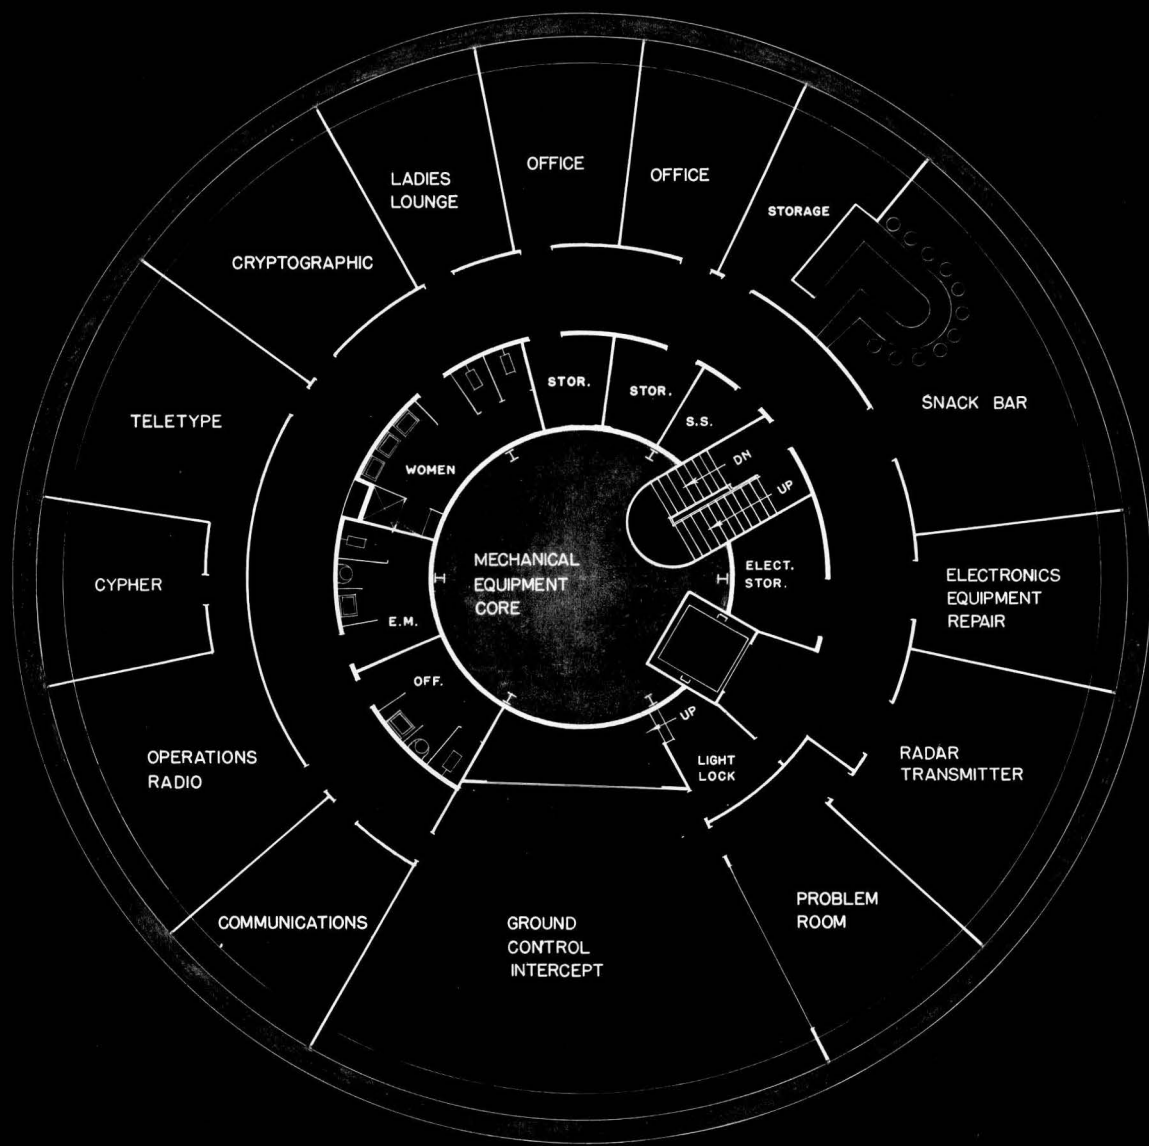 OFFICE
OFFICE
LADIES
LOUNGE
STORAGE
CRYPTOGRAPHIC
STOR.
STOR.
SNACK BAR
TELETYPE
S.S.
DN
WOMEN
UP
MECHANICAL
EQUIPMENT
CORE
ELECT.
STOR.
CYPHER
ELECTRONICS
EQUIPMENT
REPAIR
E.M.
OFF.
UP
OPERATIONS
RADIO
LIGHT
LOCK
RADAR
TRANSMITTER
PROBLEM
ROOM
COMMUNICATIONS
GROUND
CONTROL
INTERCEPT